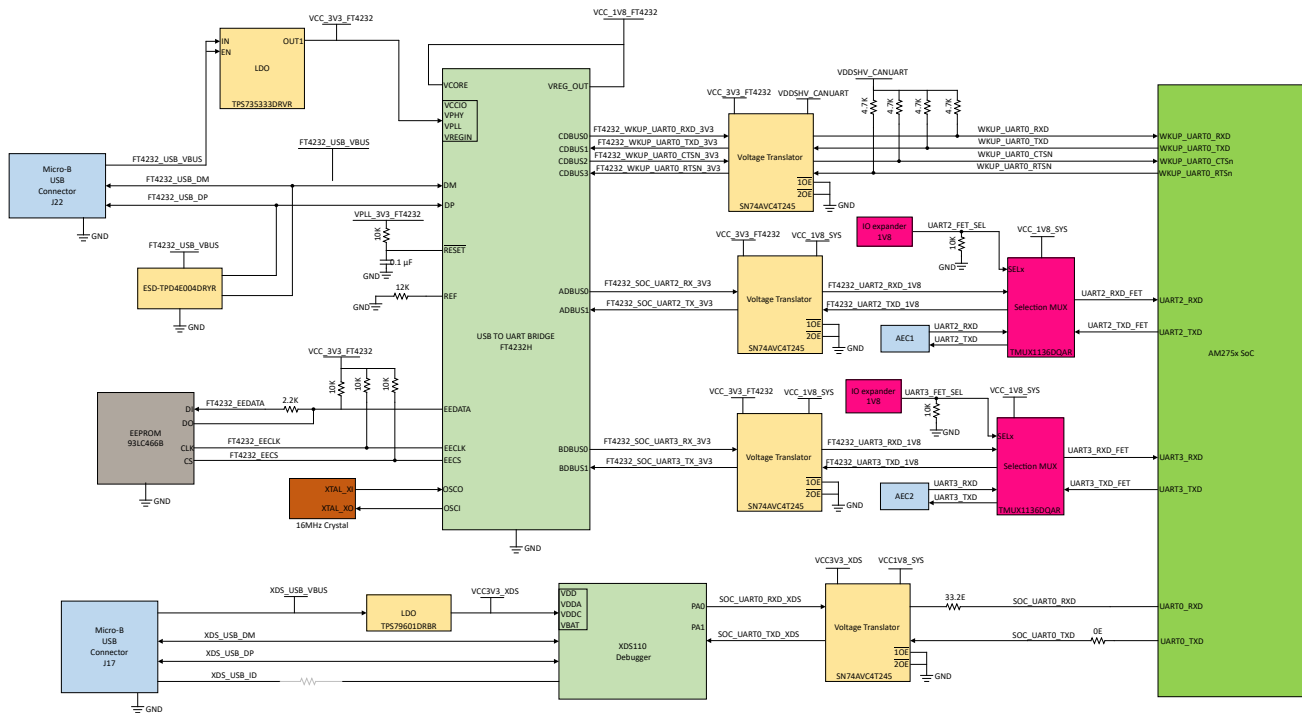 VCC_1V8_FT4232
VCC_3V3_FT4232
IN
EN
OUT1
LDO
TPS735333DRVR
VCORE
VREG_OUT
VCCIO
VPHY
VPLL
VREGIN
FT4232_USB_VBUS
FT4232_USB_VBUS
Micro-B
USB
Connector
J22
FT4232_USB_DM
FT4232_USB_DP
GND
DM
DP
VPLL_3V3_FT4232
10K
RESET
0.1 µF
GND
FT4232_USB_VBUS
ESD-TPD4E004DRYR
GND
12K
GND
REF
USB TO UART BRIDGE
FT4232H
VCC_3V3_FT4232
10K
10K
10K
2.2K
FT4232_EEDATA
EEDATA
DI
DO
EEPROM
93LC466B
CLK
CS
FT4232_EECLK
EECLK
FT4232_EECS
EECS
GND
XTAL_XI
XTAL_XO
OSCO
OSCI
16MHz Crystal
GND
CDBUS0
CDBUS1
CDBUS2
CDBUS3
FT4232_WKUP_UART0_RXD_3V3
FT4232_WKUP_UART0_TXD_3V3
FT4232_WKUP_UART0_CTSN_3V3
FT4232_WKUP_UART0_RTSN_3V3
VCC_3V3_FT4232
VDDSHV_CANUART
Voltage Translator
1OE
2OE
SN74AVC4T245
GND
VDDSHV_CANUART
4.7K
4.7K
4.7K
4.7K
WKUP_UART0_RXD
WKUP_UART0_TXD
WKUP_UART0_CTSN
WKUP_UART0_RTSN
WKUP_UART0_RXD
WKUP_UART0_TXD
WKUP_UART0_CTSn
WKUP_UART0_RTSn
ADBUS0
ADBUS1
FT4232_SOC_UART2_RX_3V3
FT4232_SOC_UART2_TX_3V3
VCC_3V3_FT4232
VCC_1V8_SYS
Voltage Translator
1OE
2OE
SN74AVC4T245
GND
IO expander
1V8
UART2_FET_SEL
10K
GND
FT4232_UART2_RXD_1V8
FT4232_UART2_TXD_1V8
AEC1
UART2_RXD
UART2_TXD
VCC_1V8_SYS
SELx
Selection MUX
TMUX1136DQAR
UART2_RXD_FET
UART2_TXD_FET
UART2_RXD
UART2_TXD
AM275x SoC
BDBUS0
BDBUS1
FT4232_SOC_UART3_RX_3V3
FT4232_SOC_UART3_TX_3V3
VCC_3V3_FT4232
VCC_1V8_SYS
Voltage Translator
1OE
2OE
SN74AVC4T245
GND
IO expander
1V8
UART3_FET_SEL
10K
GND
FT4232_UART3_RXD_1V8
FT4232_UART3_TXD_1V8
AEC2
UART3_RXD
UART3_TXD
VCC_1V8_SYS
SELx
Selection MUX
TMUX1136DQAR
UART3_RXD_FET
UART3_TXD_FET
UART3_RXD
UART3_TXD
Micro-B
USB
Connector
J17
GND
XDS_USB_VBUS
LDO
TPS79601DRBR
VCC3V3_XDS
XDS_USB_DM
XDS_USB_DP
XDS_USB_ID
VDD
VDDA
VDDC
VBAT
XDS110
Debugger
PA0
PA1
SOC_UART0_RXD_XDS
SOC_UART0_TXD_XDS
VCC3V3_XDS
VCC1V8_SYS
Voltage Translator
1OE
2OE
SN74AVC4T245
GND
33.2E
SOC_UART0_RXD
SOC_UART0_TXD
0E
UART0_RXD
UART0_TXD